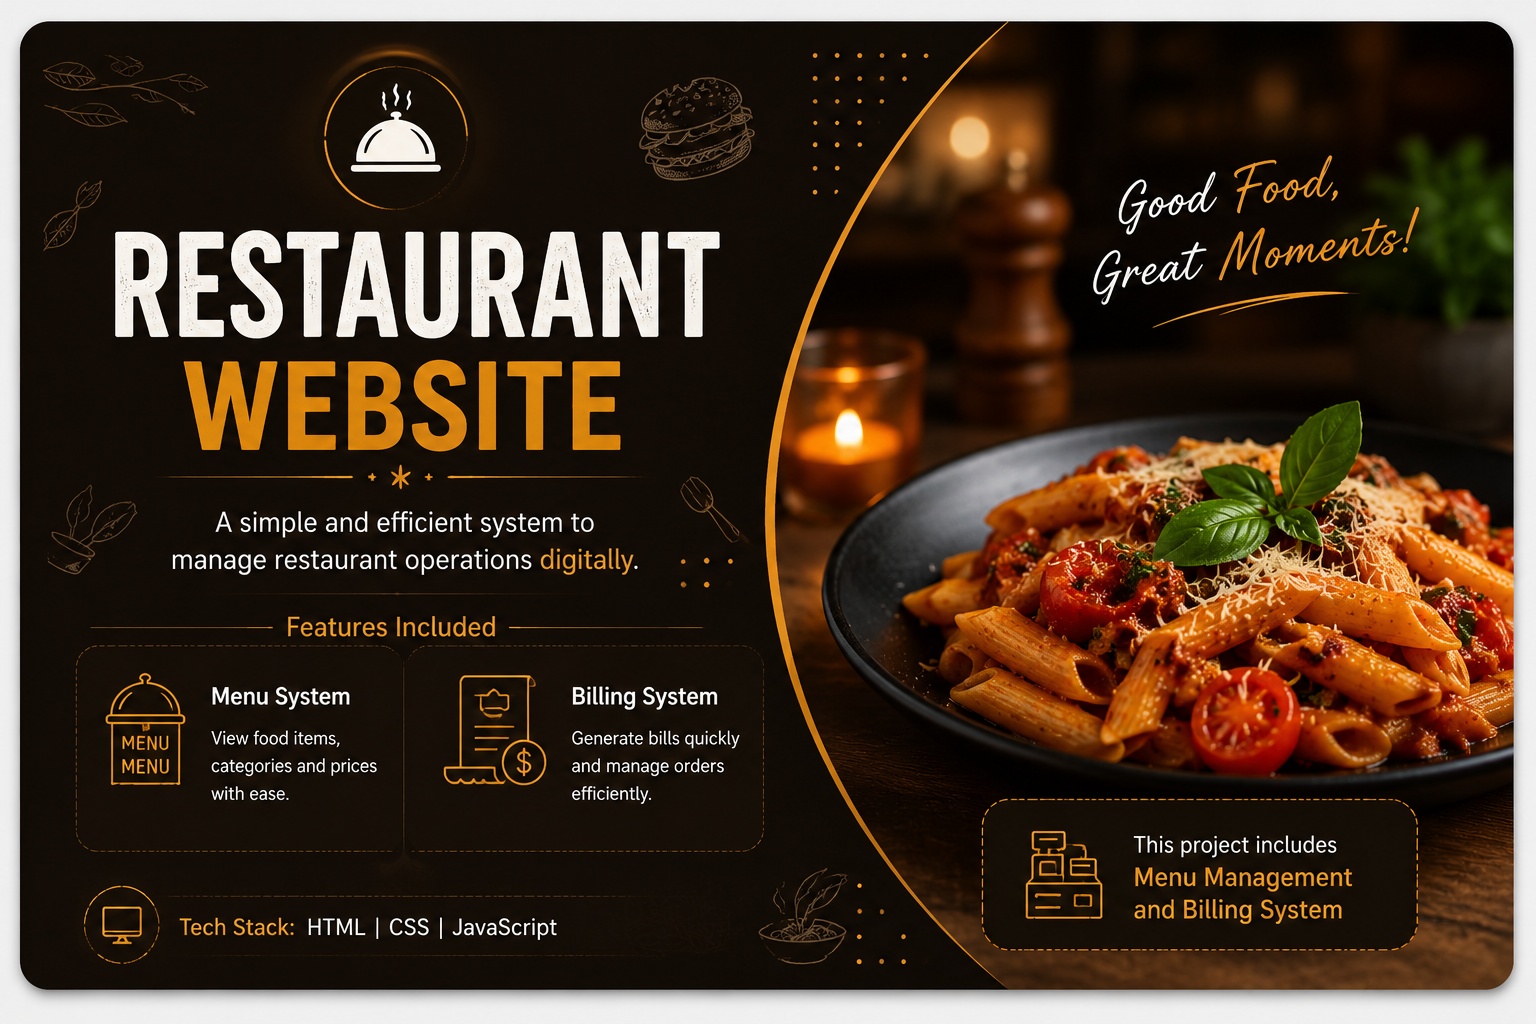 RESTAURANT
WEBSITE
A simple and efficient system to
manage restaurant operations digitally.
Features Included
MENU
MENU
Menu System
View food items,
categories and prices
with ease.
$
Billing System
Generate bills quickly
and manage orders
efficiently.
Tech Stack: HTML | CSS | JavaScript
Good Food,
Great Moments!
This project includes
Menu Management
and Billing System